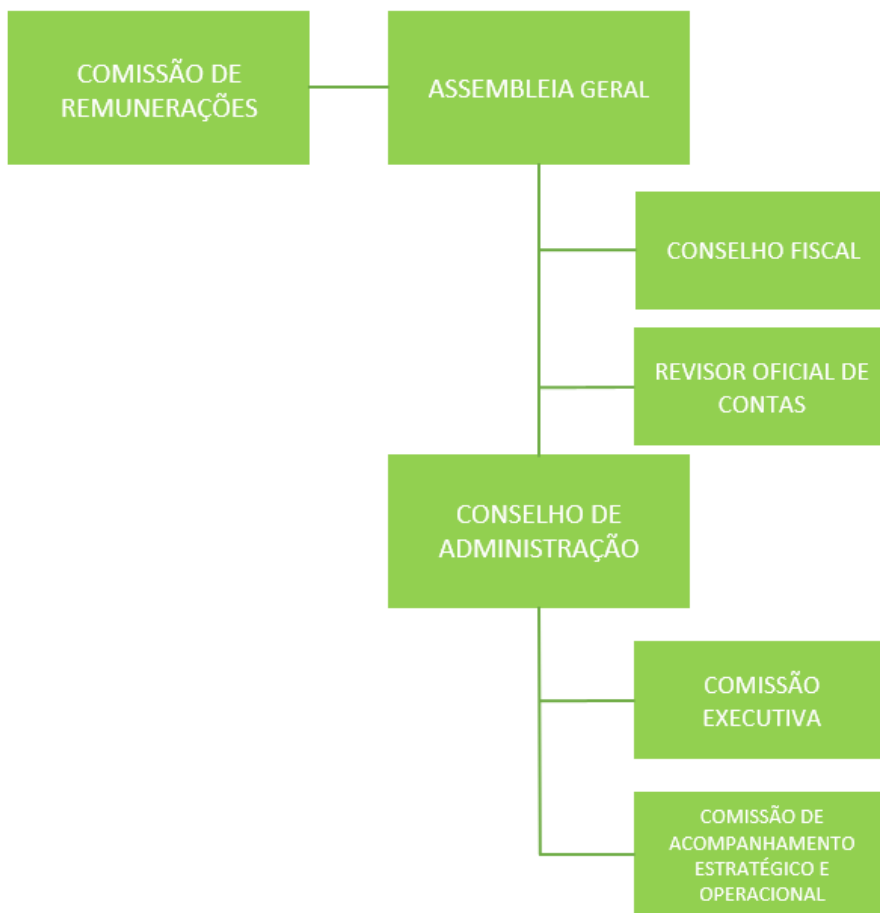 COMISSÃO DE
REMUNERAÇÕES
ASSEMBLEIA GERAL
CONSELHO FISCAL
REVISOR OFICIAL DE
CONTAS
CONSELHO DE
ADMINISTRAÇÃO
COMISSÃO
EXECUTIVA
COMISSÃO DE
ACOMPANHAMENTO
ESTRATÉGICO E
OPERACIONAL